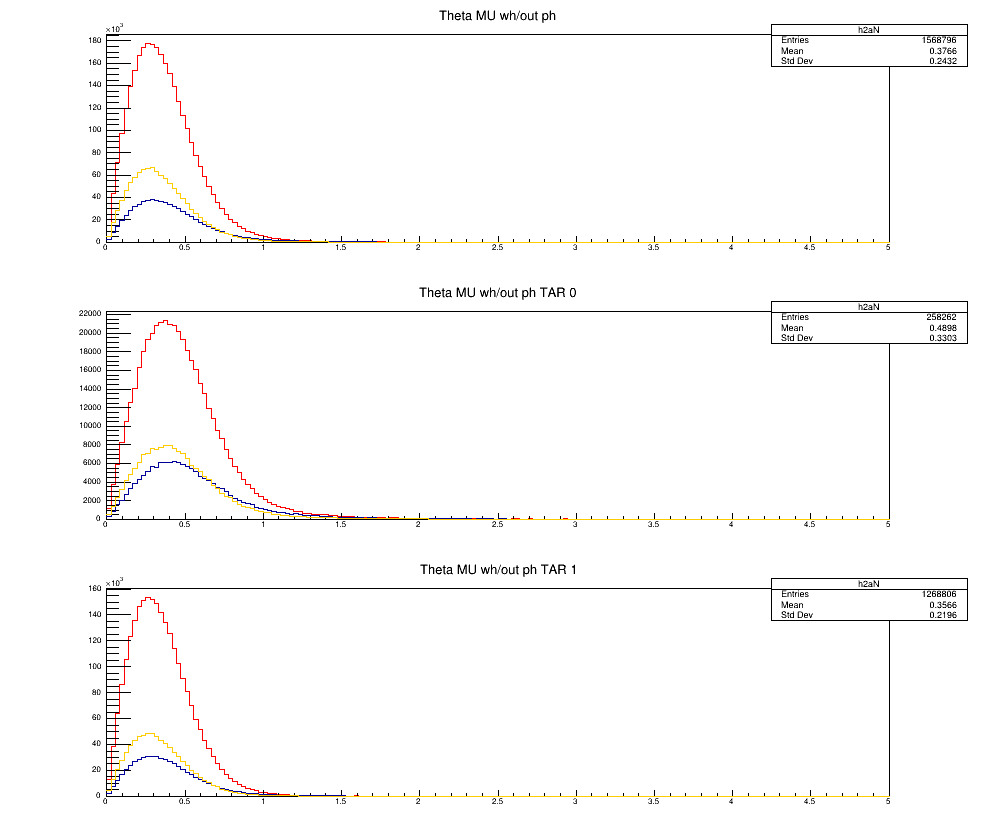 Theta MU wh/out ph
×10³
h2aN
Entries 1568796
Mean 0.3766
Std Dev 0.2432
180
160
140
120
100
80
60
40
20
0
0 0.5 1 1.5 2 2.5 3 3.5 4 4.5 5
Theta MU wh/out ph TAR 0
h2aN
Entries 258262
Mean 0.4898
Std Dev 0.3303
22000
20000
18000
16000
14000
12000
10000
8000
6000
4000
2000
0
0 0.5 1 1.5 2 2.5 3 3.5 4 4.5 5
Theta MU wh/out ph TAR 1
×10³
h2aN
Entries 1268806
Mean 0.3566
Std Dev 0.2196
160
140
120
100
80
60
40
20
0
0 0.5 1 1.5 2 2.5 3 3.5 4 4.5 5